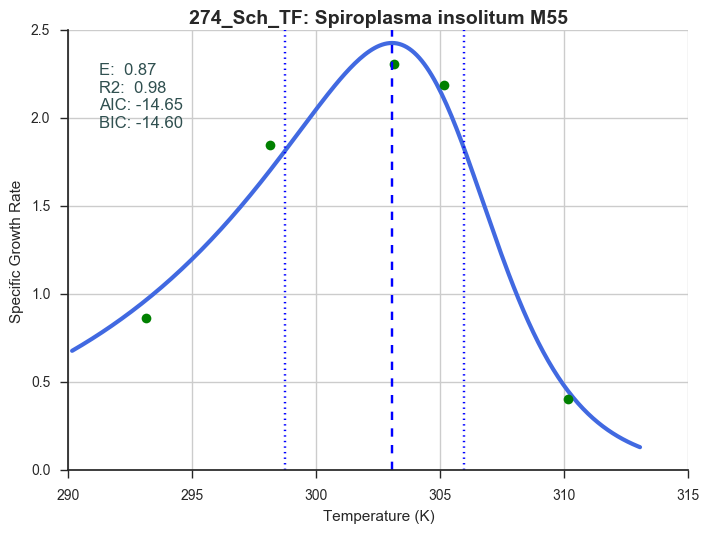 274_Sch_TF: Spiroplasma insolitum M55
E:  0.87
R2:  0.98
AIC: -14.65
BIC: -14.60
Specific Growth Rate
2.5
2.0
1.5
1.0
0.5
0.0
290 295 300 305 310 315
Temperature (K)